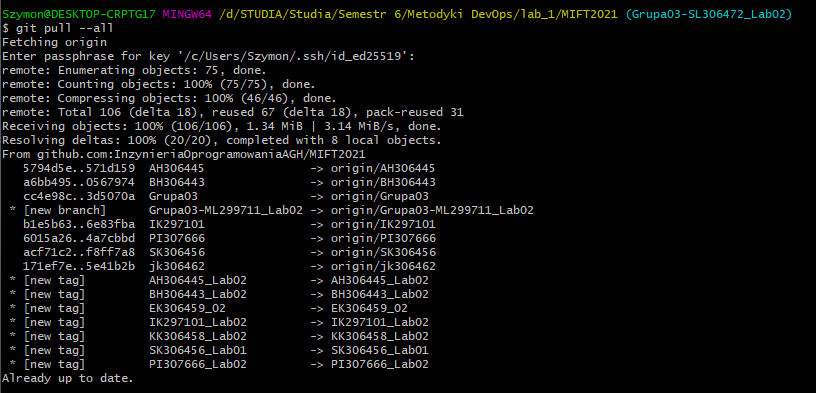 Szymon@DESKTOP-CRPTG17 MINGW64 /d/STUDIA/Studia/Semestr 6/Metodyki DevOps/lab_1/MIFT2021 (Grupa03-SL306472_Lab02)
$ git pull --all
Fetching origin
Enter passphrase for key '/c/Users/Szymon/.ssh/id_ed25519':
remote: Enumerating objects: 75, done.
remote: Counting objects: 100% (75/75), done.
remote: Compressing objects: 100% (46/46), done.
remote: Total 106 (delta 18), reused 67 (delta 18), pack-reused 31
Receiving objects: 100% (106/106), 1.34 MiB | 3.14 MiB/s, done.
Resolving deltas: 100% (20/20), completed with 8 local objects.
From github.com:InzynieriaOprogramowaniaAGH/MIFT2021
   5794d5e..571d159  AH306445             -> origin/AH306445
   a6bb495..0567974  BH306443             -> origin/BH306443
   cc4e98c..3d5070a  Grupa03              -> origin/Grupa03
 * [new branch]      Grupa03-ML299711_Lab02 -> origin/Grupa03-ML299711_Lab02
   b1e5b63..6e83fba  IK297101             -> origin/IK297101
   6015a26..4a7cbbd  PI307666             -> origin/PI307666
   acf71c2..f8ff7a8  SK306456             -> origin/SK306456
   171ef7e..5e41b2b  jk306462             -> origin/jk306462
 * [new tag]         AH306445_Lab02       -> AH306445_Lab02
 * [new tag]         BH306443_Lab02       -> BH306443_Lab02
 * [new tag]         EK306459_02          -> EK306459_02
 * [new tag]         IK297101_Lab02       -> IK297101_Lab02
 * [new tag]         KK306458_Lab02       -> KK306458_Lab02
 * [new tag]         SK306456_Lab01       -> SK306456_Lab01
 * [new tag]         PI307666_Lab02       -> PI307666_Lab02
Already up to date.